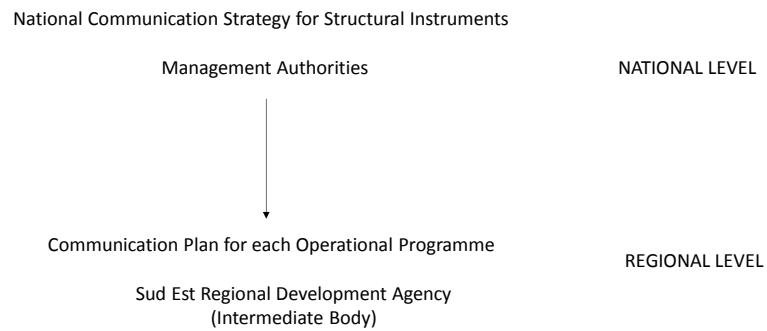 National Communication Strategy for Structural Instruments
Management Authorities
NATIONAL LEVEL
Communication Plan for each Operational Programme
REGIONAL LEVEL
Sud Est Regional Development Agency
(Intermediate Body)